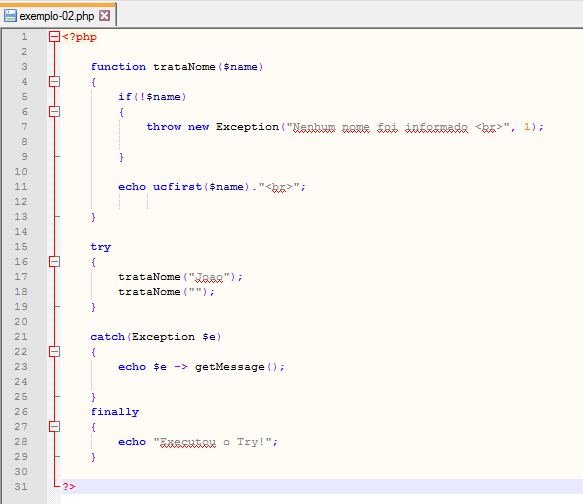 exemplo-02.php
1 <?php
2
3 function trataNome($name)
4 {
5 if(!$name)
6 {
7 throw new Exception("Nenhum nome foi informado <br>", 1);
8
9 }
10
11 echo ucfirst($name)."<br>";
12
13 }
14
15 try
16 {
17 trataNome("Joao");
18 trataNome("");
19 }
20
21 catch(Exception $e)
22 {
23 echo $e -> getMessage();
24
25 }
26 finally
27 {
28 echo "Executou o Try!";
29 }
30
31 ?>